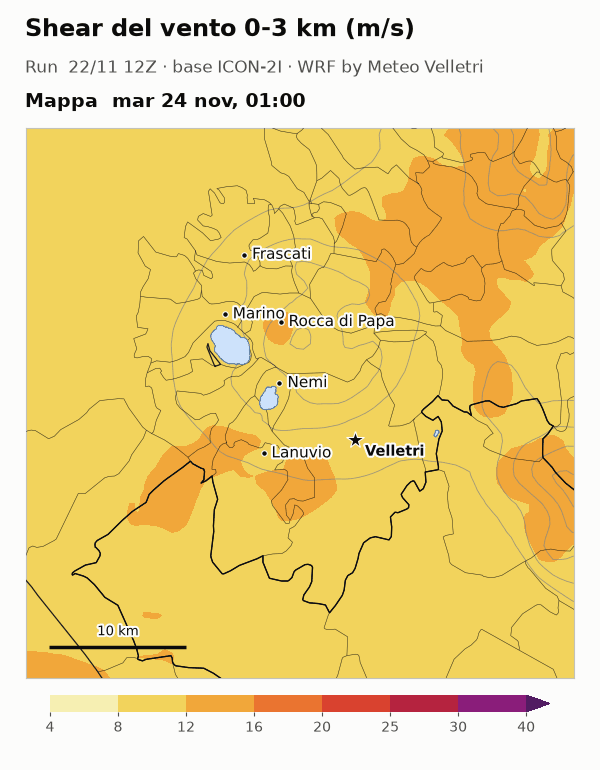 Shear del vento 0-3 km (m/s)
Run  22/11 12Z · base ICON-2I · WRF by Meteo Velletri
Mappa  mar 24 nov, 01:00
Frascati
Marino
Rocca di Papa
Nemi
Velletri
Lanuvio
10 km
4 8 12 16 20 25 30 40